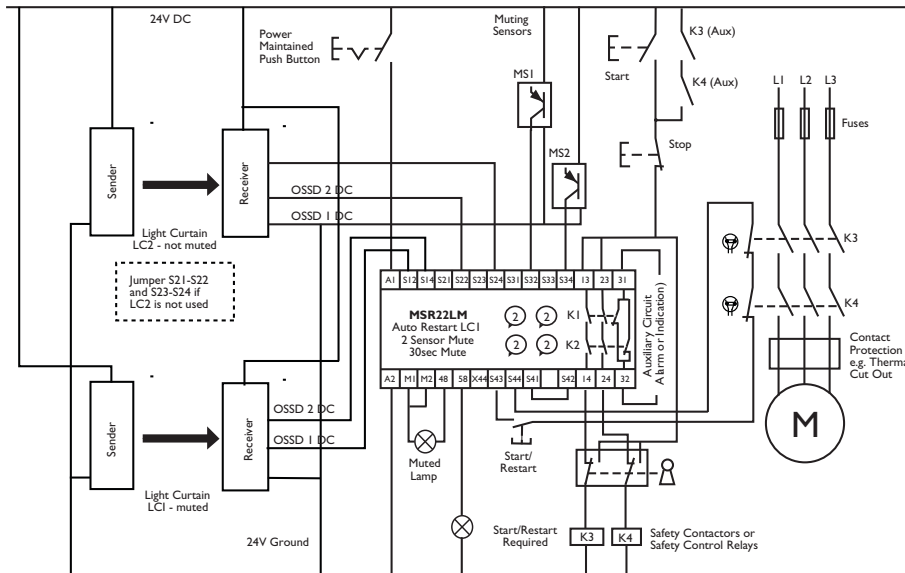 24V DC
Power
Maintained
Push Button
Muting
Sensors
MS1
MS2
Start
K3 (Aux)
K4 (Aux)
Stop
L1 L2 L3
Fuses
Sender
Receiver
OSSD 2 DC
OSSD 1 DC
Light Curtain
LC2 - not muted
Jumper S21-S22
and S23-S24 if
LC2 is not used
A1 S12 S14 S21 S22 S23 S24 S31 S32 S33 S34 13 23 31
MSR22LM
Auto Restart LC1
2 Sensor Mute
30sec Mute
2 2
2 2
K1
K2
Auxiliary Circuit
Alarm or Indication)
A2 M1 M2 48 58 X44 S43 S44 S41 S42 14 24 32
K3
K4
Contact
Protection
e.g. Therma
Cut Out
M
Sender
Receiver
OSSD 2 DC
OSSD 1 DC
Light Curtain
LC1 - muted
Muted
Lamp
Start/
Restart
24V Ground
Start/Restart
Required
K3
K4
Safety Contactors or
Safety Control Relays